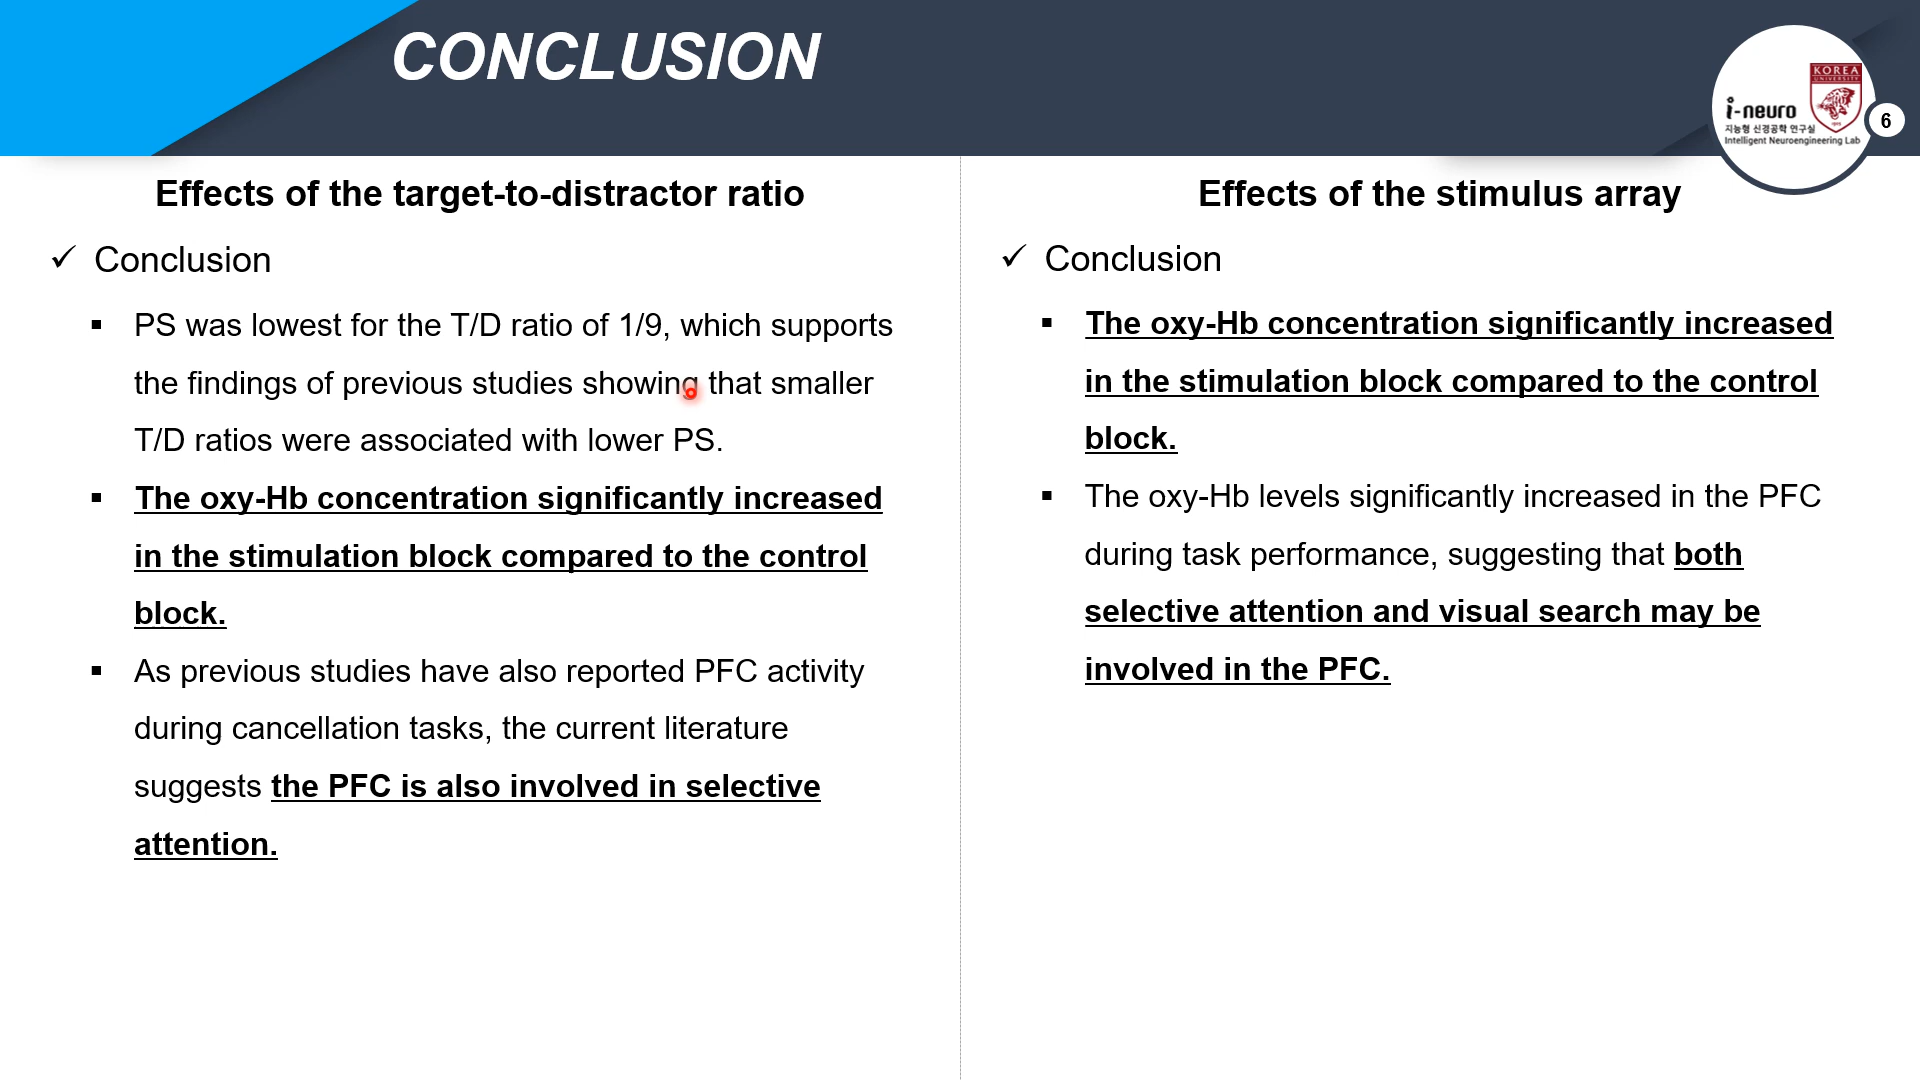 CONCLUSION
KOREA
UNIVERSITY
i-neuro
지능형 신경공학 연구실
Intelligent Neuroengineering Lab
6
Effects of the target-to-distractor ratio
✓ Conclusion
▪ PS was lowest for the T/D ratio of 1/9, which supports
the findings of previous studies showing that smaller
T/D ratios were associated with lower PS.
▪ The oxy-Hb concentration significantly increased
in the stimulation block compared to the control
block.
▪ As previous studies have also reported PFC activity
during cancellation tasks, the current literature
suggests the PFC is also involved in selective
attention.
Effects of the stimulus array
✓ Conclusion
▪ The oxy-Hb concentration significantly increased
in the stimulation block compared to the control
block.
▪ The oxy-Hb levels significantly increased in the PFC
during task performance, suggesting that both
selective attention and visual search may be
involved in the PFC.